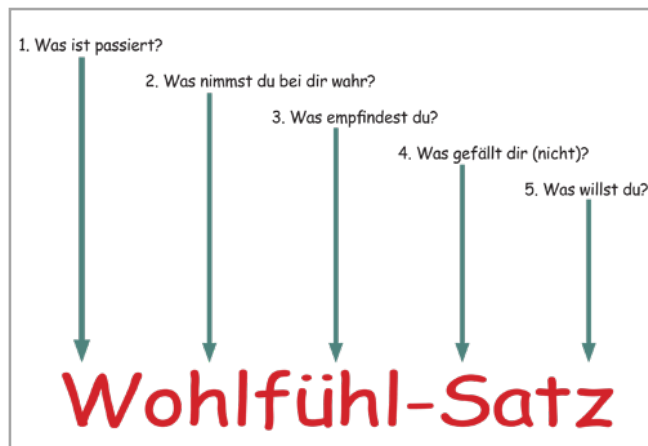 1. Was ist passiert?
2. Was nimmst du bei dir wahr?
3. Was empfindest du?
4. Was gefällt dir (nicht)?
5. Was willst du?
Wohlfühl-Satz